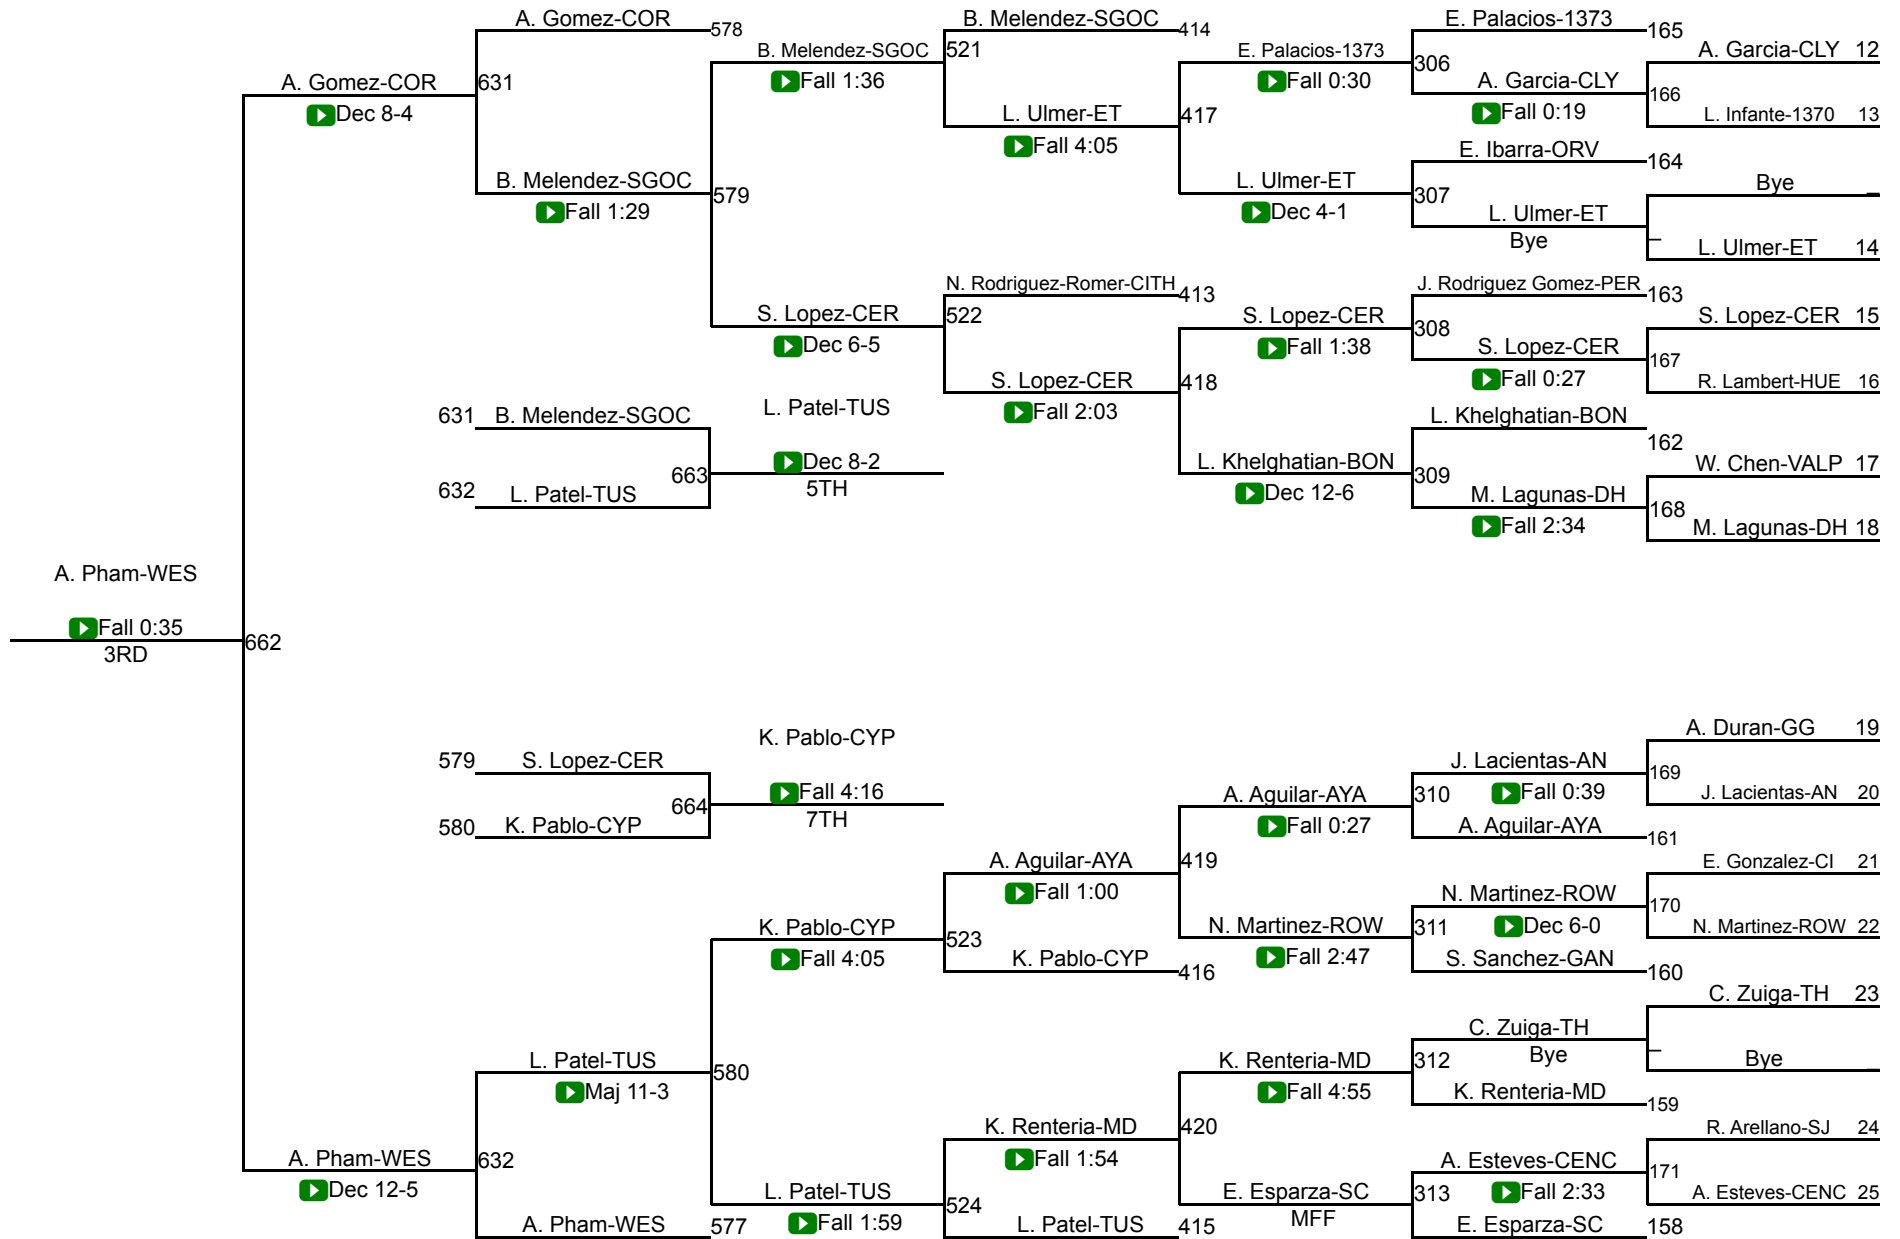 A. Gomez-COR
578
B. Melendez-SGOC
414
E. Palacios-1373
165
B. Melendez-SGOC
521
E. Palacios-1373
306
A. Garcia-CLY 12
A. Gomez-COR
631
Fall 1:36
Fall 0:30
A. Garcia-CLY
166
Dec 8-4
L. Ulmer-ET
417
Fall 0:19
L. Infante-1370 13
Fall 4:05
E. Ibarra-ORV
164
B. Melendez-SGOC
579
L. Ulmer-ET
307
Bye _
Fall 1:29
Dec 4-1
L. Ulmer-ET
Bye
_
L. Ulmer-ET 14
N. Rodriguez-Romer-CITH
413
J. Rodriguez Gomez-PER
163
S. Lopez-CER
522
S. Lopez-CER
308
S. Lopez-CER 15
Dec 6-5
Fall 1:38
S. Lopez-CER
167
S. Lopez-CER
418
Fall 0:27
R. Lambert-HUE 16
631
B. Melendez-SGOC
L. Patel-TUS
Fall 2:03
L. Khelghatian-BON
162
663
Dec 8-2
L. Khelghatian-BON
309
W. Chen-VALP 17
632
L. Patel-TUS
5TH
Dec 12-6
M. Lagunas-DH
168
Fall 2:34
M. Lagunas-DH 18
A. Pham-WES
Fall 0:35
662
3RD
K. Pablo-CYP
A. Duran-GG 19
579
S. Lopez-CER
J. Lacientas-AN
169
664
Fall 4:16
A. Aguilar-AYA
310
Fall 0:39
J. Lacientas-AN 20
580
K. Pablo-CYP
7TH
Fall 0:27
A. Aguilar-AYA
161
A. Aguilar-AYA
419
E. Gonzalez-CI 21
Fall 1:00
N. Martinez-ROW
170
K. Pablo-CYP
523
N. Martinez-ROW
311
Dec 6-0
N. Martinez-ROW 22
Fall 4:05
K. Pablo-CYP
416
Fall 2:47
S. Sanchez-GAN
160
C. Zuiga-TH 23
C. Zuiga-TH
L. Patel-TUS
580
K. Renteria-MD
312
Bye
_
Bye _
Maj 11-3
Fall 4:55
K. Renteria-MD
159
K. Renteria-MD
420
R. Arellano-SJ 24
A. Pham-WES
632
Fall 1:54
A. Esteves-CENC
171
Dec 12-5
L. Patel-TUS
524
E. Esparza-SC
313
Fall 2:33
A. Esteves-CENC 25
A. Pham-WES
577
Fall 1:59
L. Patel-TUS
415
MFF
E. Esparza-SC
158